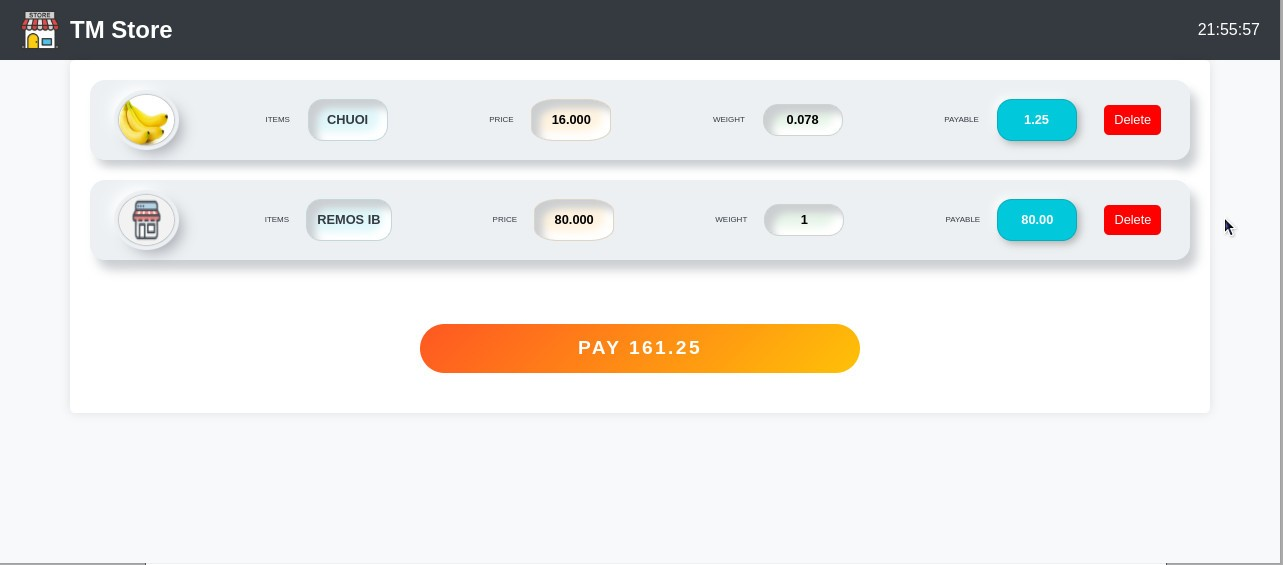 STORE
TM Store
21:55:57
ITEMS CHUOI PRICE 16.000 WEIGHT 0.078 PAYABLE 1.25 Delete
ITEMS REMOS IB PRICE 80.000 WEIGHT 1 PAYABLE 80.00 Delete
PAY 161.25